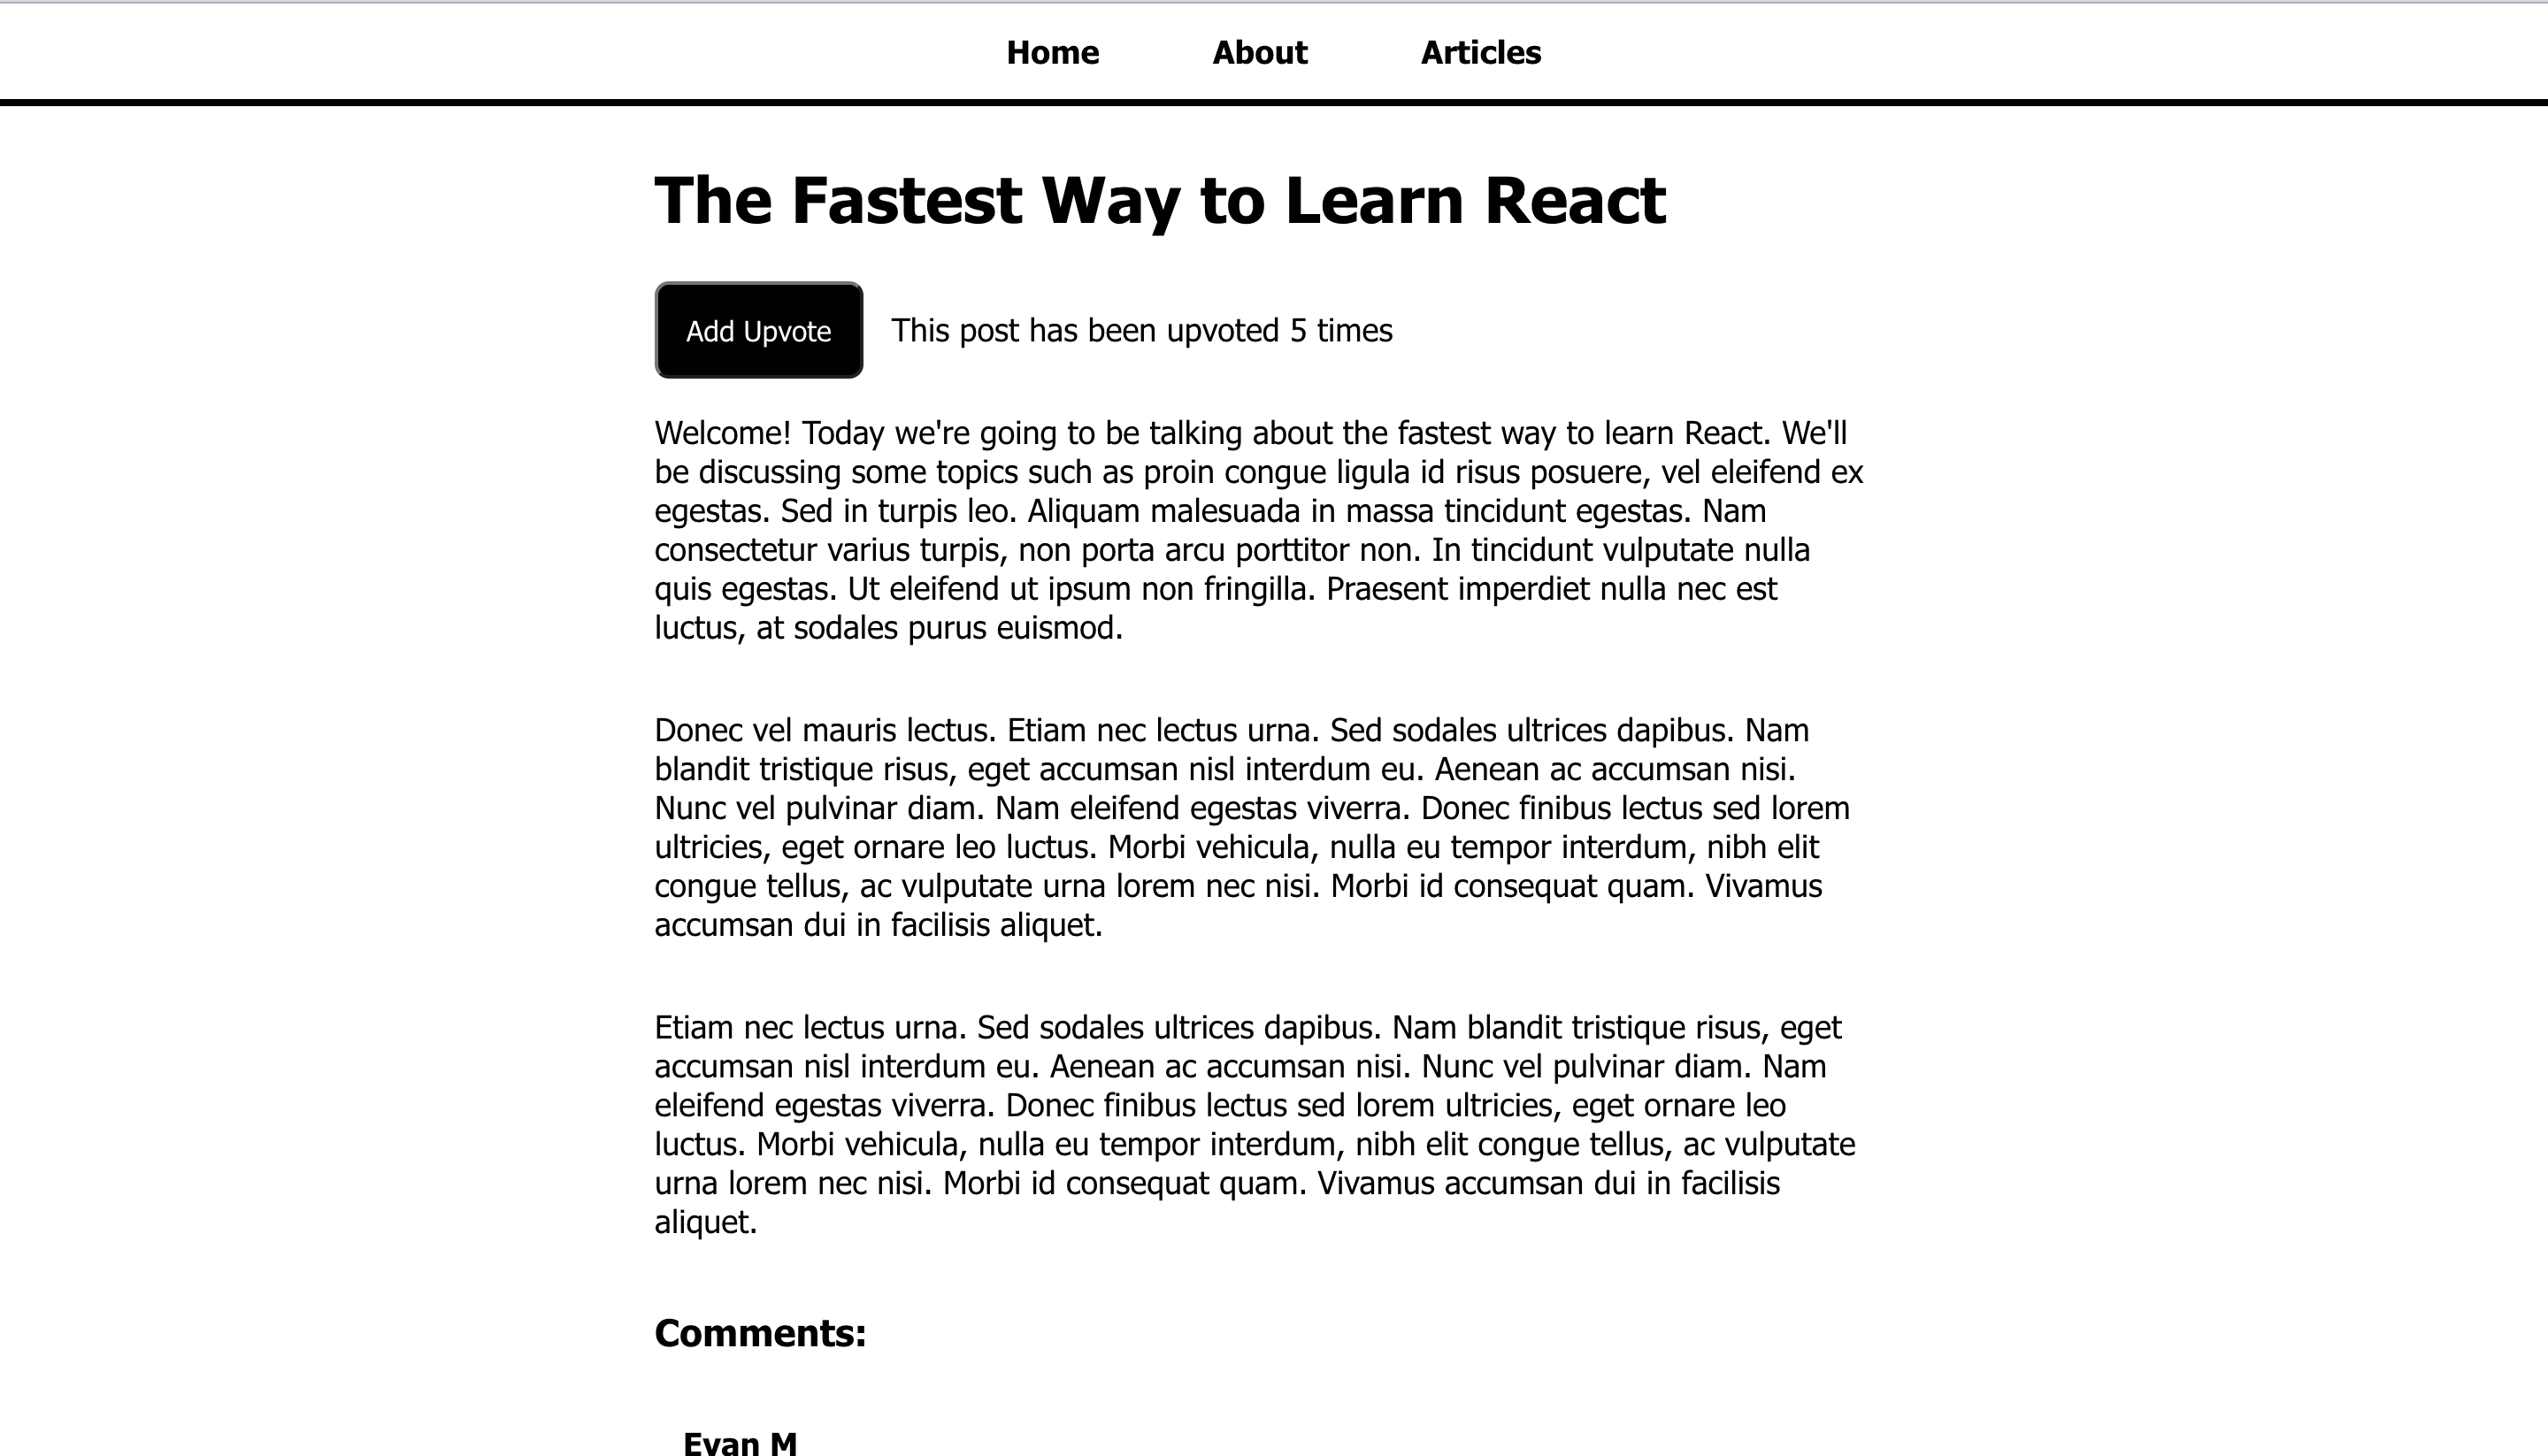 Home About Articles
The Fastest Way to Learn React
Add Upvote This post has been upvoted 5 times
Welcome! Today we're going to be talking about the fastest way to learn React. We'll
be discussing some topics such as proin congue ligula id risus posuere, vel eleifend ex
egestas. Sed in turpis leo. Aliquam malesuada in massa tincidunt egestas. Nam
consectetur varius turpis, non porta arcu porttitor non. In tincidunt vulputate nulla
quis egestas. Ut eleifend ut ipsum non fringilla. Praesent imperdiet nulla nec est
luctus, at sodales purus euismod.
Donec vel mauris lectus. Etiam nec lectus urna. Sed sodales ultrices dapibus. Nam
blandit tristique risus, eget accumsan nisl interdum eu. Aenean ac accumsan nisi.
Nunc vel pulvinar diam. Nam eleifend egestas viverra. Donec finibus lectus sed lorem
ultricies, eget ornare leo luctus. Morbi vehicula, nulla eu tempor interdum, nibh elit
congue tellus, ac vulputate urna lorem nec nisi. Morbi id consequat quam. Vivamus
accumsan dui in facilisis aliquet.
Etiam nec lectus urna. Sed sodales ultrices dapibus. Nam blandit tristique risus, eget
accumsan nisl interdum eu. Aenean ac accumsan nisi. Nunc vel pulvinar diam. Nam
eleifend egestas viverra. Donec finibus lectus sed lorem ultricies, eget ornare leo
luctus. Morbi vehicula, nulla eu tempor interdum, nibh elit congue tellus, ac vulputate
urna lorem nec nisi. Morbi id consequat quam. Vivamus accumsan dui in facilisis
aliquet.
Comments:
Evan M